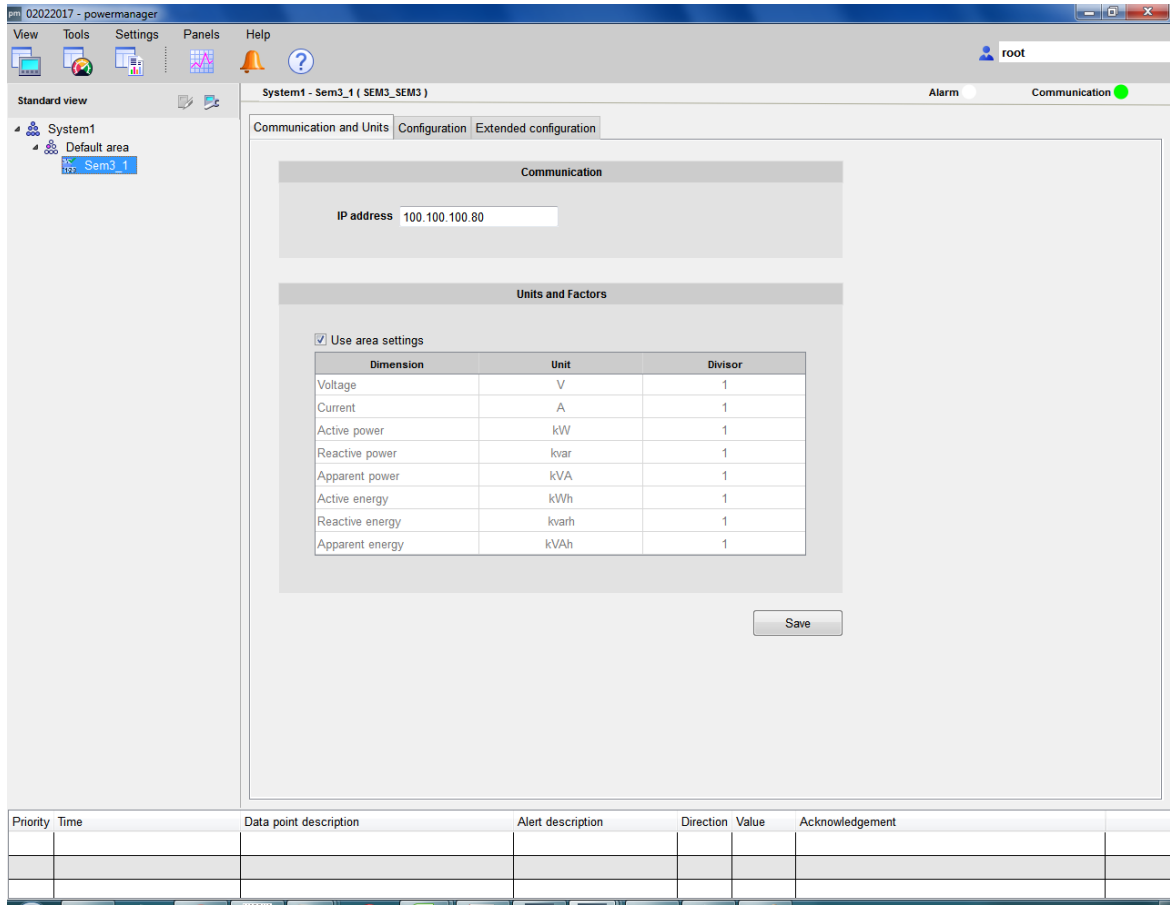 pm 02022017 - powermanager
View Tools Settings Panels Help
root
Standard view
System1 - Sem3_1 ( SEM3_SEM3 ) Alarm Communication
System1
Default area
Sem3_1
Communication and Units Configuration Extended configuration
Communication
IP address 100.100.100.80
Units and Factors
Use area settings
Dimension Unit Divisor
Voltage V 1
Current A 1
Active power kW 1
Reactive power kvar 1
Apparent power kVA 1
Active energy kWh 1
Reactive energy kvarh 1
Apparent energy kVAh 1
Save
Priority Time Data point description Alert description Direction Value Acknowledgement